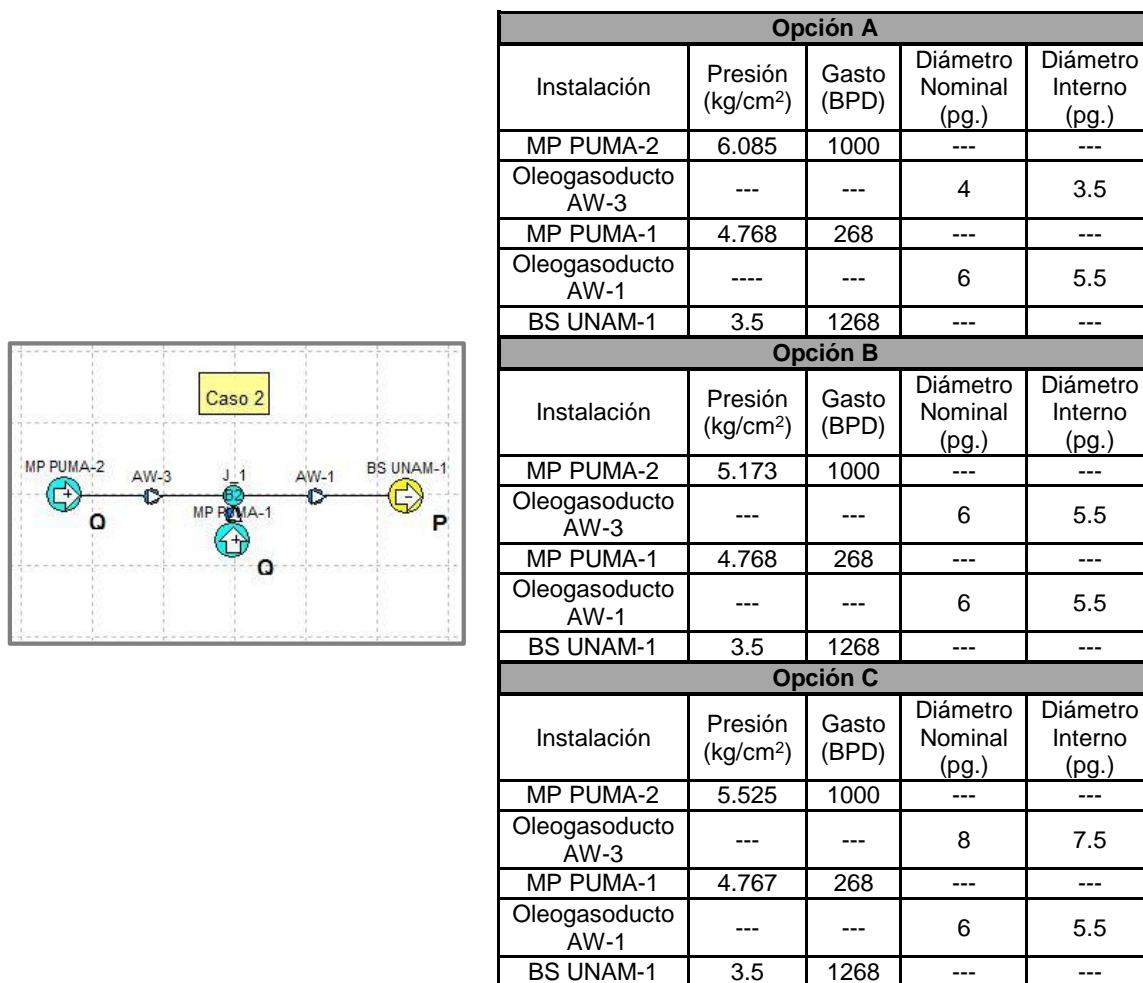 Caso 2
MP PUMA-2
AW-3
J_1
AW-1
BS UNAM-1
B2
MP PUMA-1
Q
P
Q
Opción A
Instalación Presión (kg/cm²) Gasto (BPD) Diámetro Nominal (pg.) Diámetro Interno (pg.)
MP PUMA-2 6.085 1000 --- ---
Oleogasoducto AW-3 --- --- 4 3.5
MP PUMA-1 4.768 268 --- ---
Oleogasoducto AW-1 ---- --- 6 5.5
BS UNAM-1 3.5 1268 --- ---
Opción B
Instalación Presión (kg/cm²) Gasto (BPD) Diámetro Nominal (pg.) Diámetro Interno (pg.)
MP PUMA-2 5.173 1000 --- ---
Oleogasoducto AW-3 --- --- 6 5.5
MP PUMA-1 4.768 268 --- ---
Oleogasoducto AW-1 --- --- 6 5.5
BS UNAM-1 3.5 1268 --- ---
Opción C
Instalación Presión (kg/cm²) Gasto (BPD) Diámetro Nominal (pg.) Diámetro Interno (pg.)
MP PUMA-2 5.525 1000 --- ---
Oleogasoducto AW-3 --- --- 8 7.5
MP PUMA-1 4.767 268 --- ---
Oleogasoducto AW-1 --- --- 6 5.5
BS UNAM-1 3.5 1268 --- ---